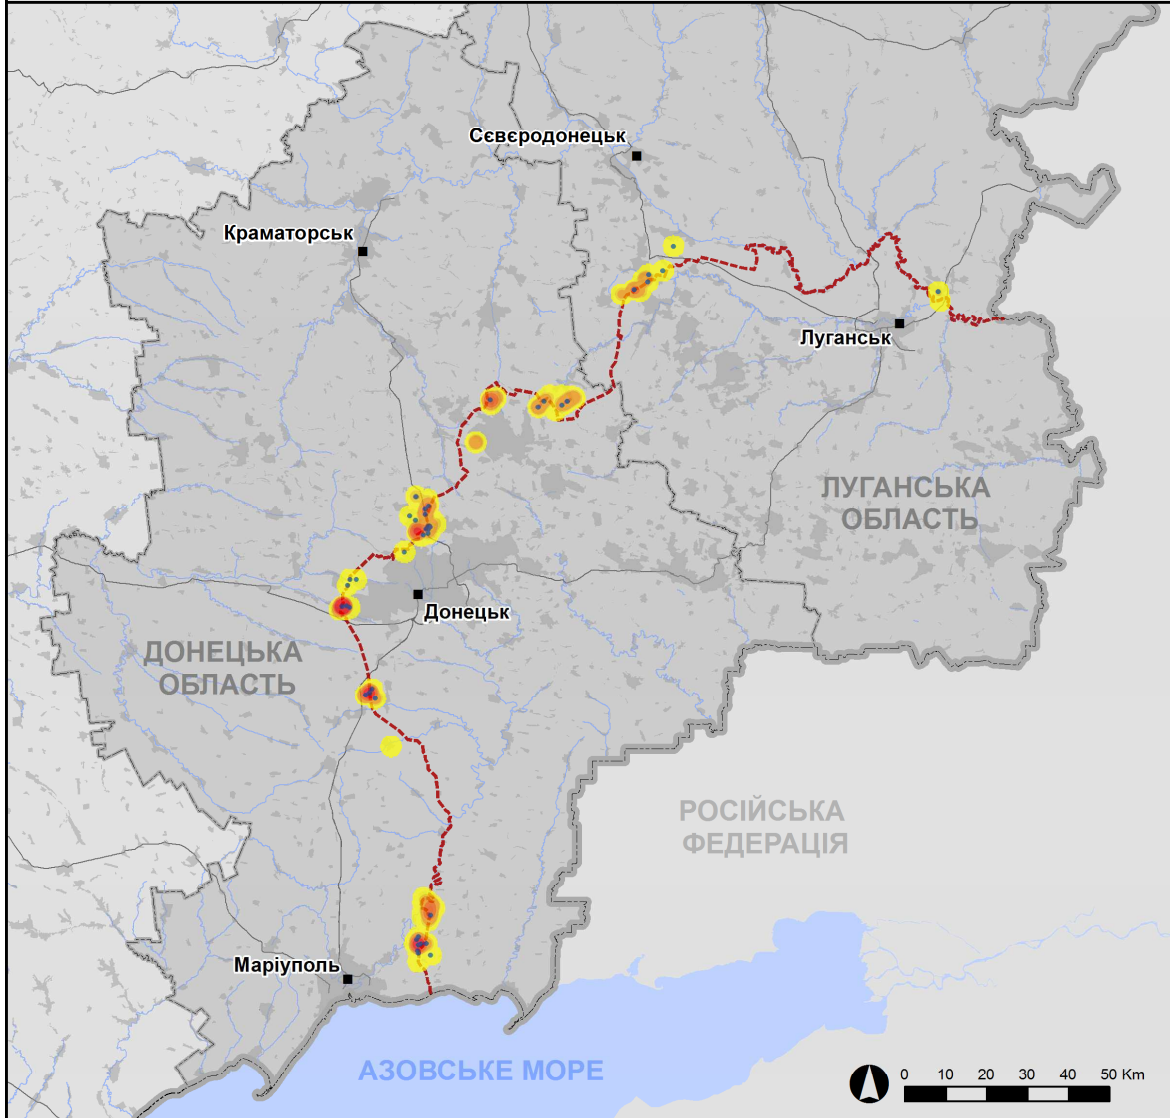 Сєвєродонецьк
Краматорськ
Луганськ
ЛУГАНСЬКА
ОБЛАСТЬ
Донецьк
ДОНЕЦЬКА
ОБЛАСТЬ
РОСІЙСЬКА
ФЕДЕРАЦІЯ
Маріуполь
АЗОВСЬКЕ МОРЕ
0 10 20 30 40 50 Km